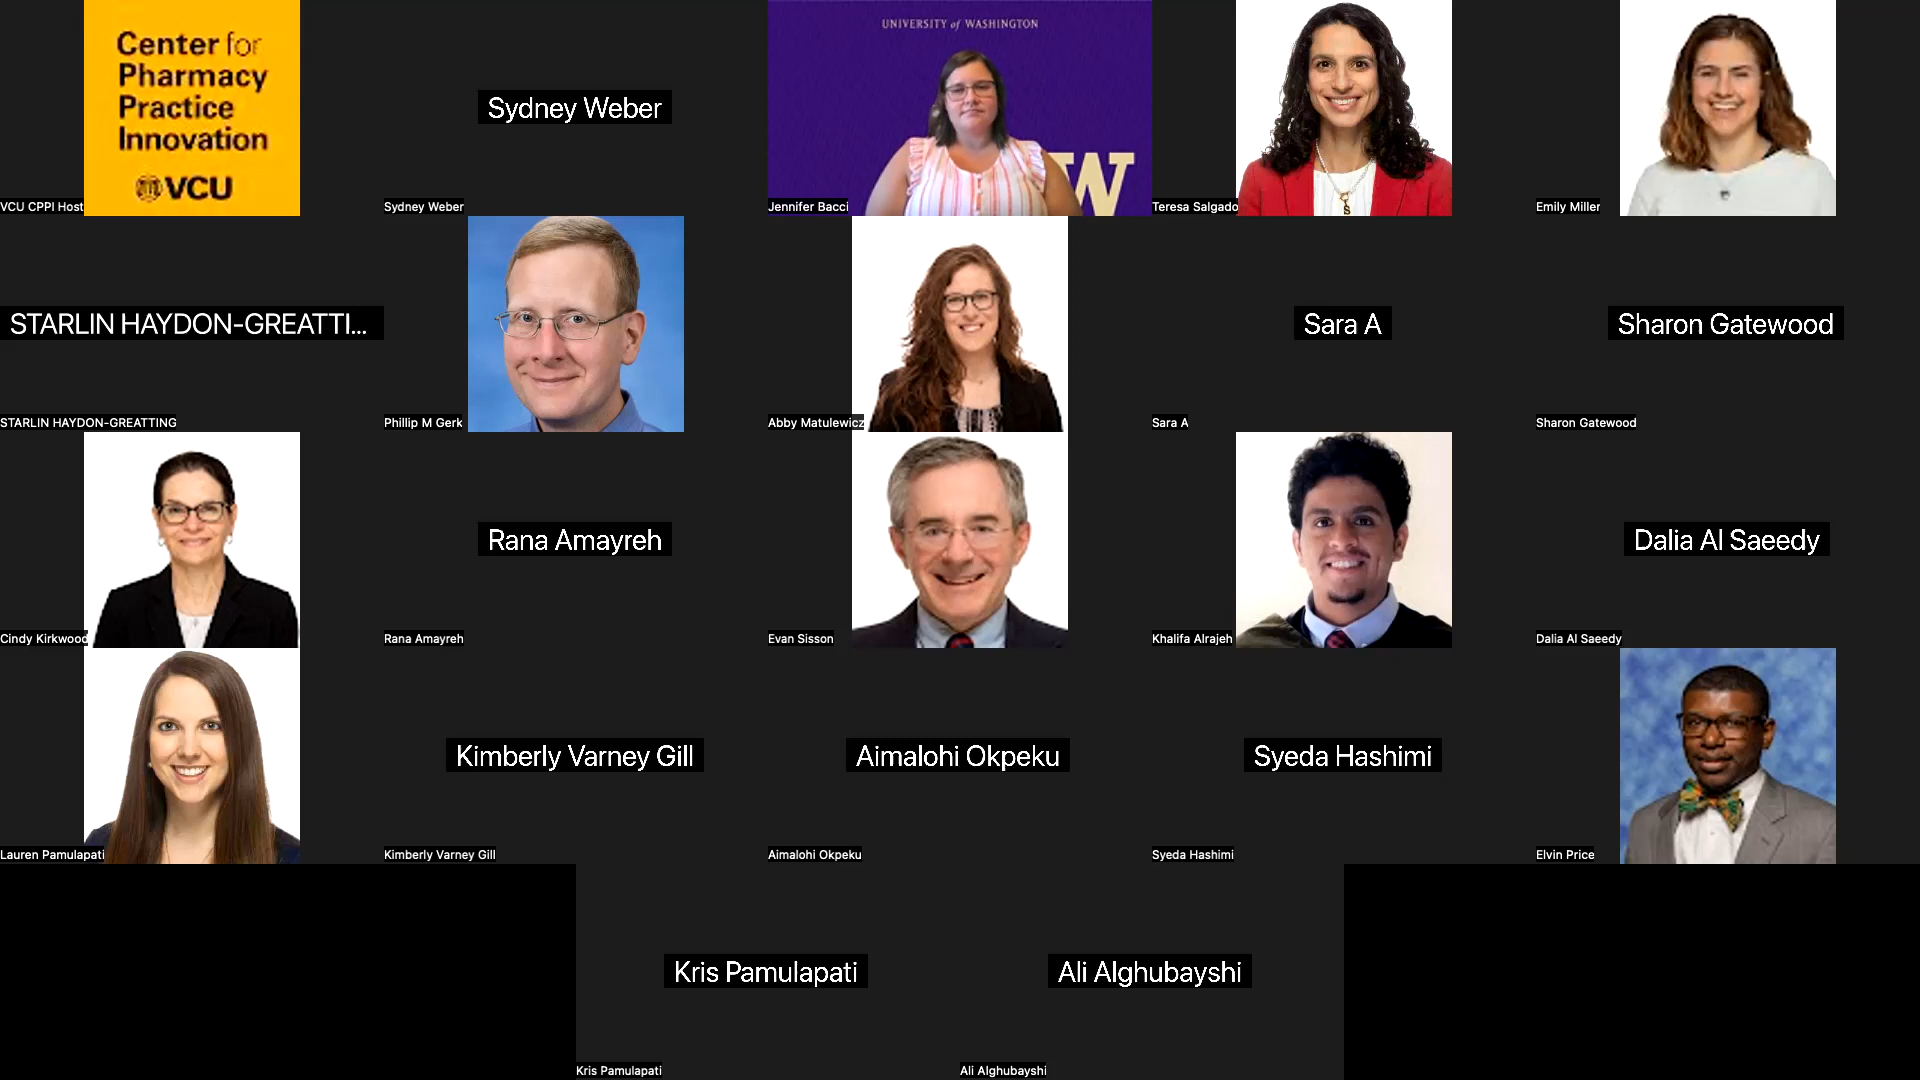 Center for
Pharmacy
Practice
Innovation
VCU
VCU CPPI Host
Sydney Weber
Sydney Weber
UNIVERSITY of WASHINGTON
W
Jennifer Bacci
Teresa Salgado
S
Emily Miller
STARLIN HAYDON-GREATTI...
STARLIN HAYDON-GREATTING
Phillip M Gerk
Abby Matulewicz
Sara A
Sara A
Sharon Gatewood
Sharon Gatewood
Cindy Kirkwood
Rana Amayreh
Rana Amayreh
Evan Sisson
Khalifa Alrajeh
Dalia Al Saeedy
Dalia Al Saeedy
Lauren Pamulapati
Kimberly Varney Gill
Kimberly Varney Gill
Aimalohi Okpeku
Aimalohi Okpeku
Syeda Hashimi
Syeda Hashimi
Elvin Price
Kris Pamulapati
Kris Pamulapati
Ali Alghubayshi
Ali Alghubayshi